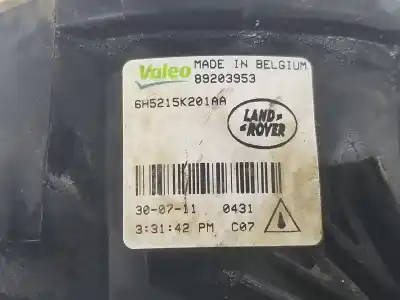 Valeo MADE IN BELGIUM
89203953
6H5215K201AA
LAND-
-ROVER
30-07-11 0431
3:31:42 PM C07